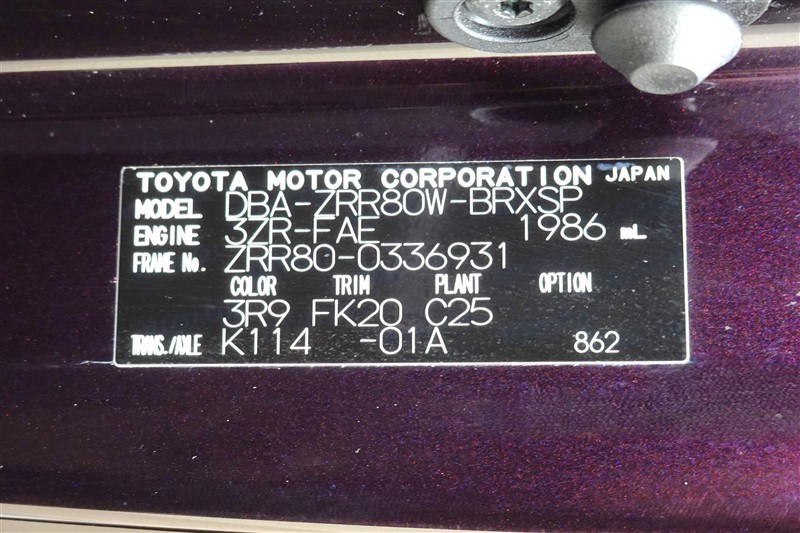 TOYOTA MOTOR CORPORATION JAPAN
MODEL DBA-ZRR80W-BRXSP
ENGINE 3ZR-FAE 1986 mL
FRAME No. ZRR80-0336931
COLOR TRIM PLANT OPTION
3R9 FK20 C25
TRANS./AXLE K114 -01A 862